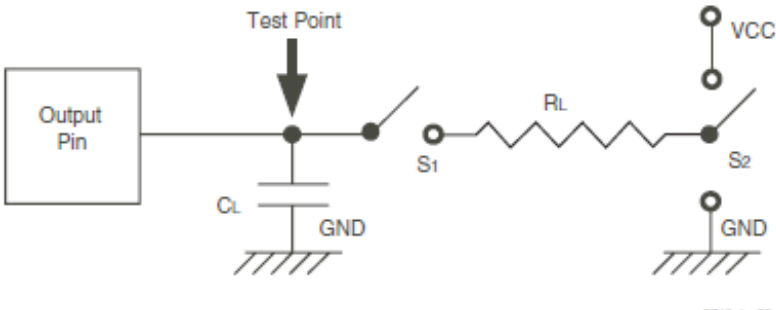 Test Point
VCC
Output
Pin
RL
S1
S2
CL
GND
GND